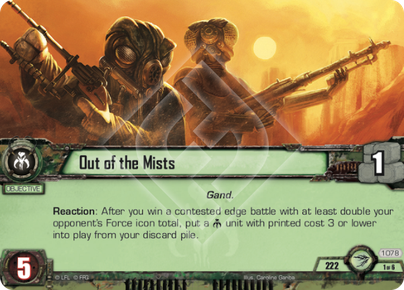 Out of the Mists
1
OBJECTIVE
Gand.
Reaction: After you win a contested edge battle with at least double your
opponent's Force icon total, put a unit with printed cost 3 or lower
into play from your discard pile.
1078
5
© LFL © FFG
Illus. Caroline Gariba
222
1 of 6